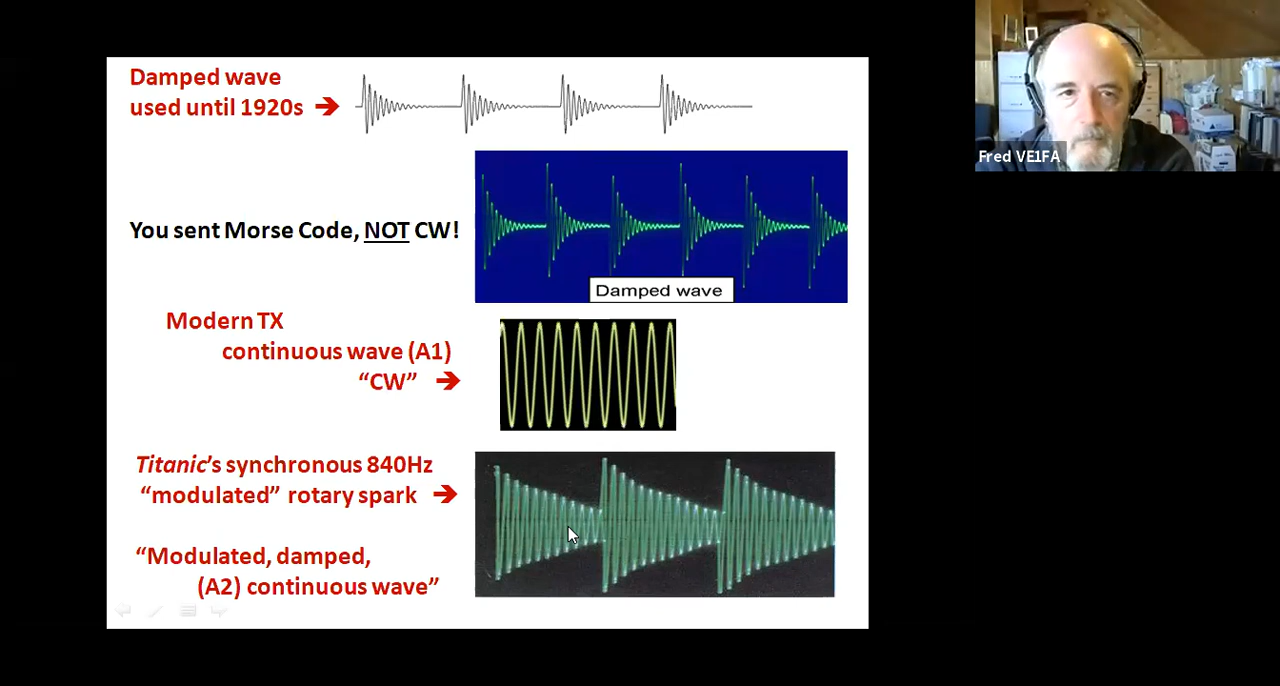 Damped wave
used until 1920s
You sent Morse Code, NOT CW!
Damped wave
Modern TX
continuous wave (A1)
“CW”
Titanic’s synchronous 840Hz
“modulated” rotary spark
“Modulated, damped,
(A2) continuous wave”
Fred VE1FA